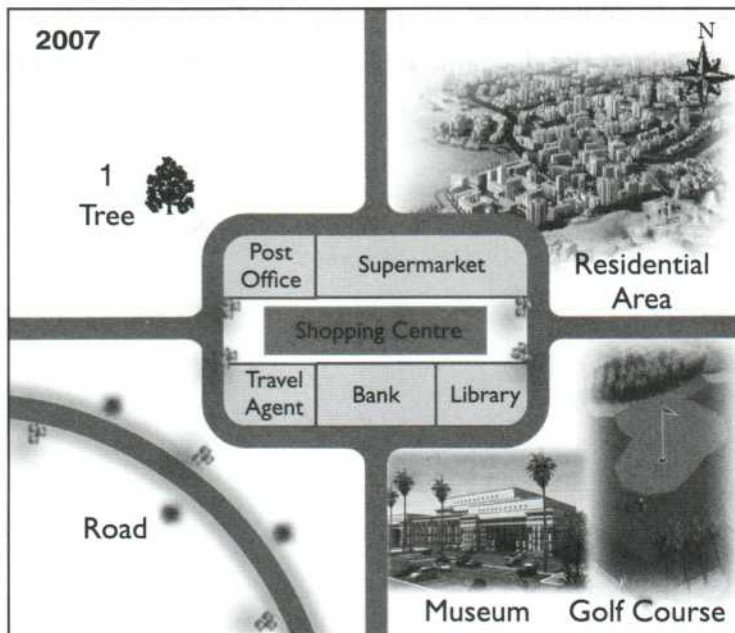 2007
N
1
Tree
Post
Office
Supermarket
Residential
Area
Shopping Centre
Travel
Agent
Bank
Library
Road
Museum
Golf Course